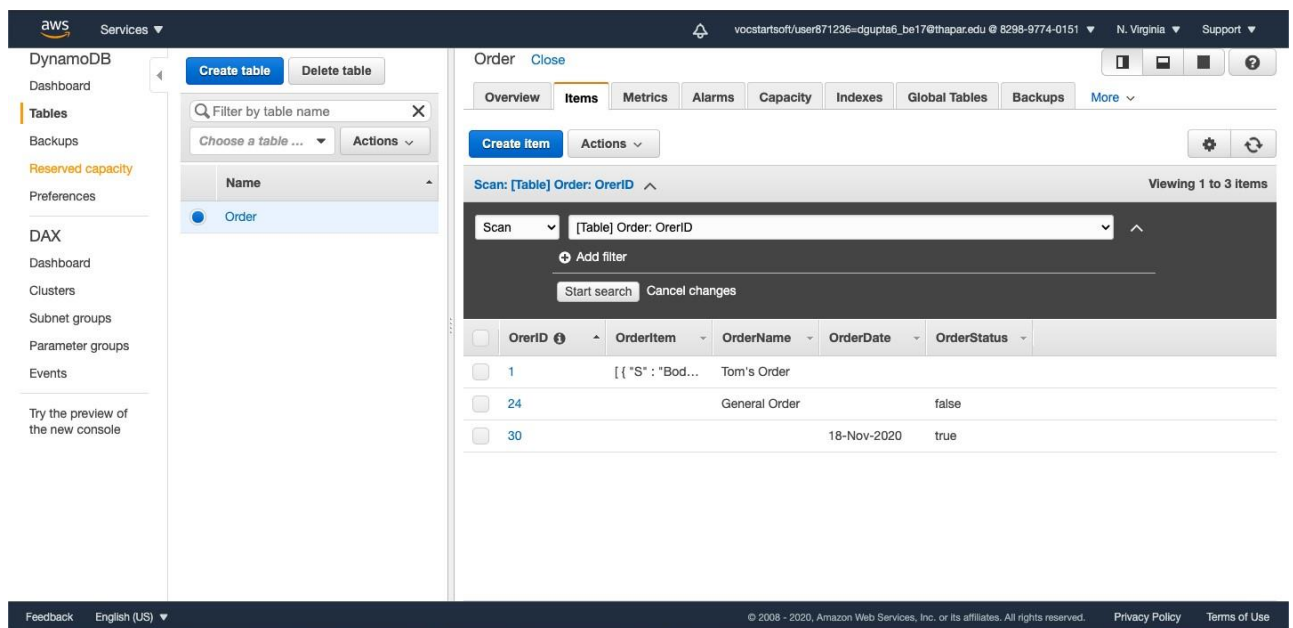 aws Services vocstartsoft/user871236=dgupta6_be17@thapar.edu @ 8298-9774-0151 N. Virginia Support
DynamoDB
Dashboard
Tables
Backups
Reserved capacity
Preferences
DAX
Dashboard
Clusters
Subnet groups
Parameter groups
Events
Try the preview of
the new console
Create table Delete table
Filter by table name
Choose a table ... Actions
Name
Order
Order Close
Overview Items Metrics Alarms Capacity Indexes Global Tables Backups More
Create item Actions
Scan: [Table] Order: OrerID Viewing 1 to 3 items
Scan [Table] Order: OrerID
Add filter
Start search Cancel changes
OrerID OrderItem OrderName OrderDate OrderStatus
1 [ { "S" : "Bod... Tom's Order
24 General Order false
30 18-Nov-2020 true
Feedback English (US) © 2008 - 2020, Amazon Web Services, Inc. or its affiliates. All rights reserved. Privacy Policy Terms of Use